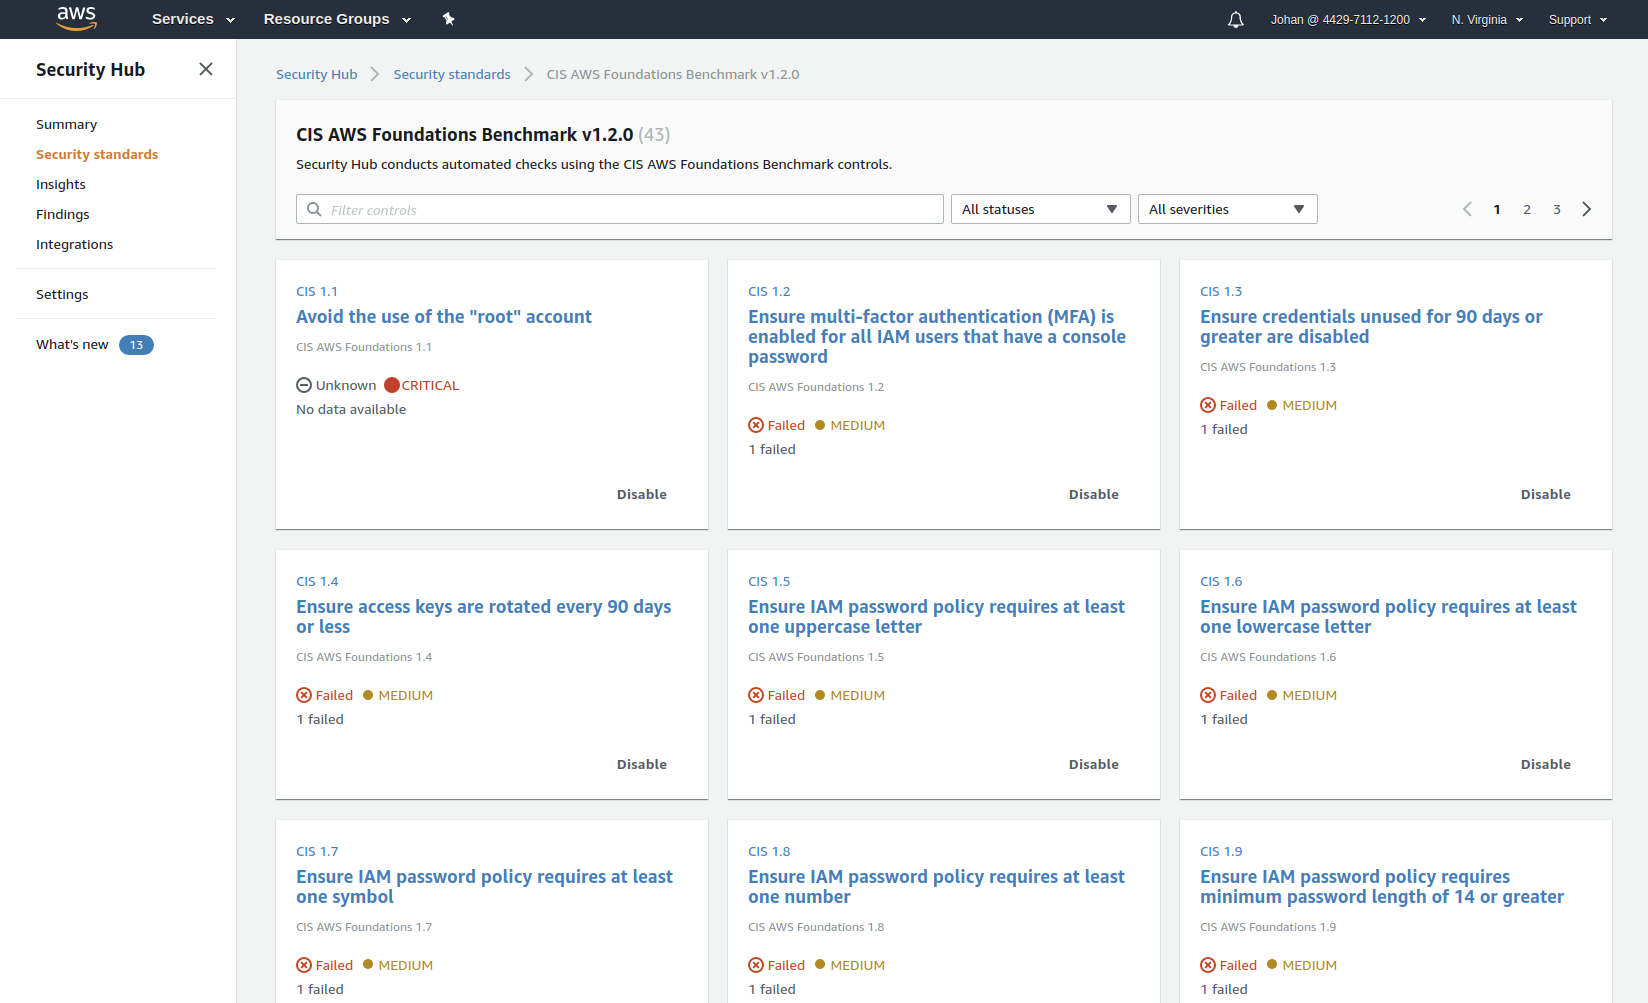 aws Services Resource Groups Johan @ 4429-7112-1200 N. Virginia Support
Security Hub
Summary
Security standards
Insights
Findings
Integrations
Settings
What's new 13
Security Hub Security standards CIS AWS Foundations Benchmark v1.2.0
CIS AWS Foundations Benchmark v1.2.0 (43)
Security Hub conducts automated checks using the CIS AWS Foundations Benchmark controls.
Filter controls All statuses All severities 1 2 3
CIS 1.1
Avoid the use of the "root" account
CIS AWS Foundations 1.1
Unknown CRITICAL
No data available
Disable
CIS 1.2
Ensure multi-factor authentication (MFA) is
enabled for all IAM users that have a console
password
CIS AWS Foundations 1.2
Failed MEDIUM
1 failed
Disable
CIS 1.3
Ensure credentials unused for 90 days or
greater are disabled
CIS AWS Foundations 1.3
Failed MEDIUM
1 failed
Disable
CIS 1.4
Ensure access keys are rotated every 90 days
or less
CIS AWS Foundations 1.4
Failed MEDIUM
1 failed
Disable
CIS 1.5
Ensure IAM password policy requires at least
one uppercase letter
CIS AWS Foundations 1.5
Failed MEDIUM
1 failed
Disable
CIS 1.6
Ensure IAM password policy requires at least
one lowercase letter
CIS AWS Foundations 1.6
Failed MEDIUM
1 failed
Disable
CIS 1.7
Ensure IAM password policy requires at least
one symbol
CIS AWS Foundations 1.7
Failed MEDIUM
1 failed
CIS 1.8
Ensure IAM password policy requires at least
one number
CIS AWS Foundations 1.8
Failed MEDIUM
1 failed
CIS 1.9
Ensure IAM password policy requires
minimum password length of 14 or greater
CIS AWS Foundations 1.9
Failed MEDIUM
1 failed